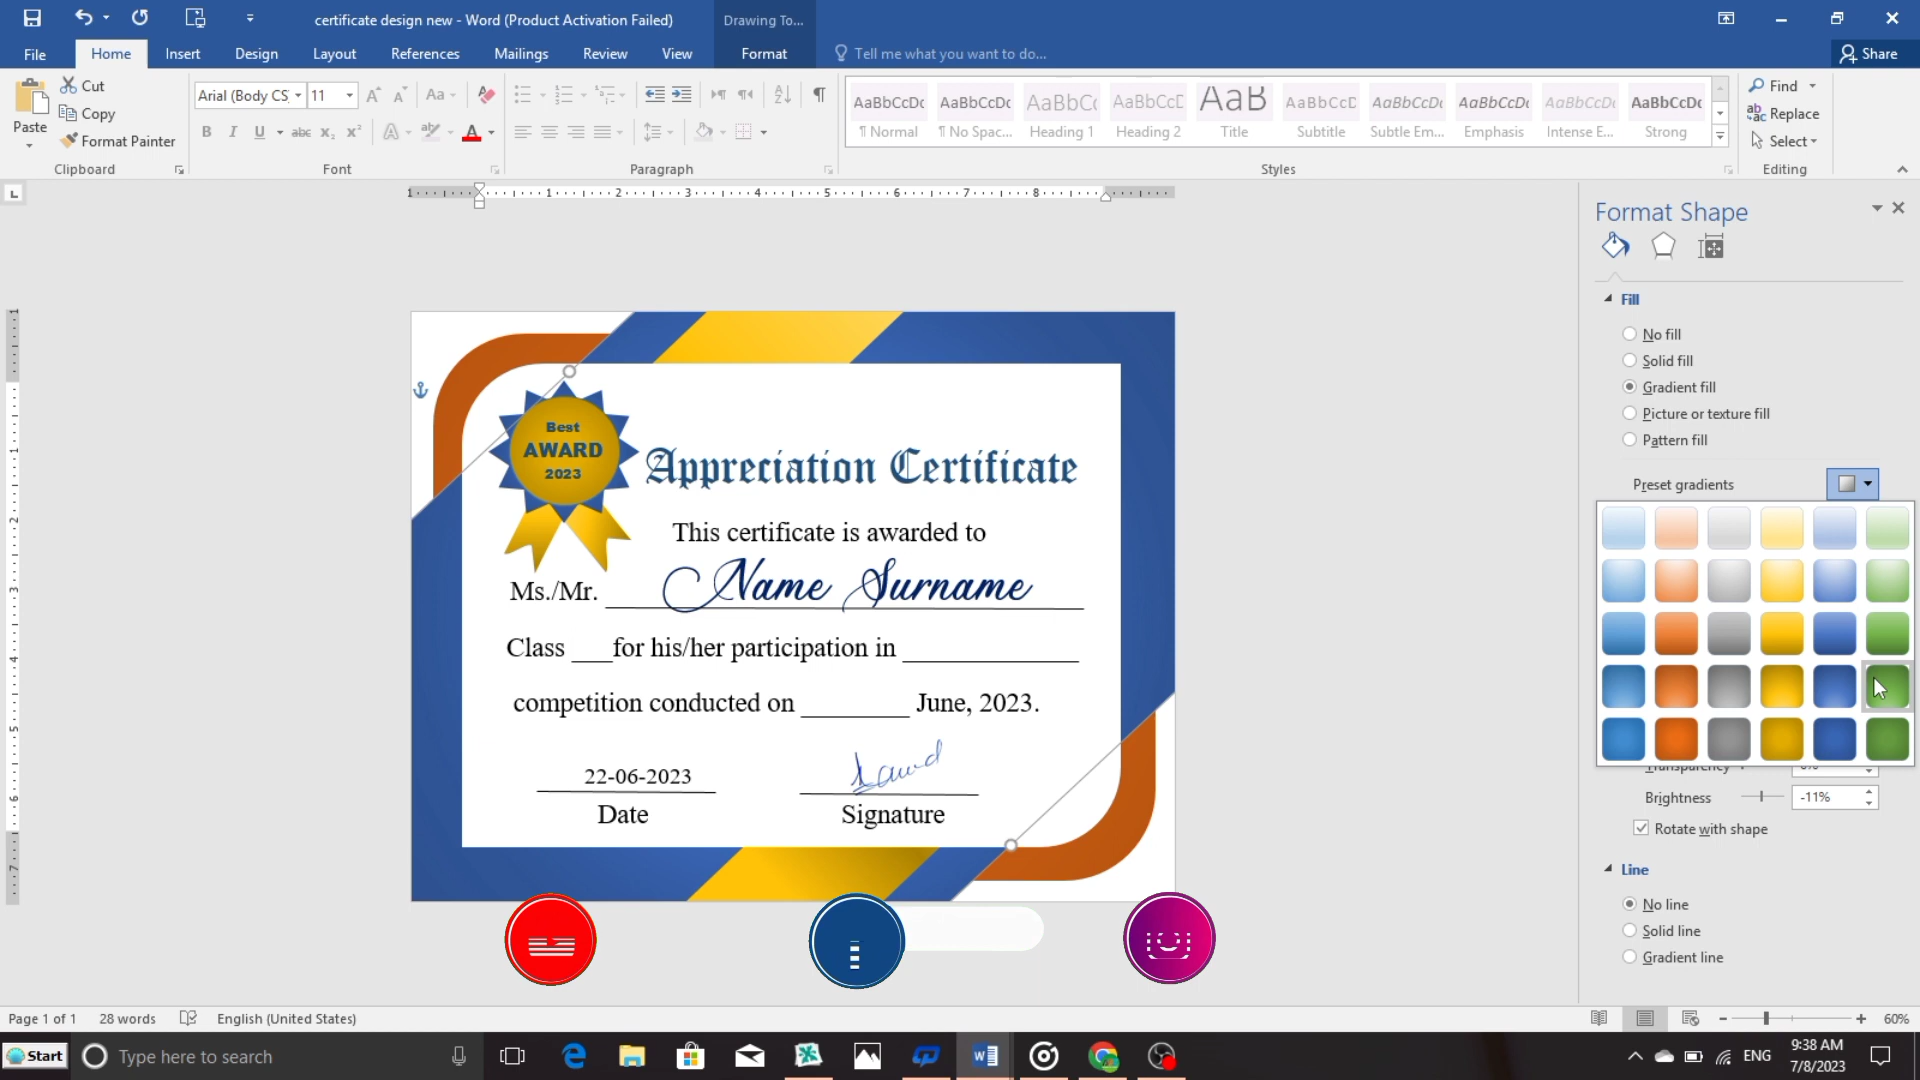 certificate design new - Word (Product Activation Failed)
Drawing To...
File
Home
Insert
Design
Layout
References
Mailings
Review
View
Format
Tell me what you want to do...
Share
Paste
Cut
Copy
Format Painter
Clipboard
Arial (Body CS)
11
Font
Paragraph
AaBbCcDc
¶ Normal
AaBbCcDc
¶ No Spac...
AaBbCc
Heading 1
AaBbCcD
Heading 2
AaB
Title
AaBbCcD
Subtitle
AaBbCcDc
Subtle Em...
AaBbCcDc
Emphasis
AaBbCcDc
Intense E...
AaBbCcDc
Strong
Styles
Find
Replace
Select
Editing
Format Shape
Fill
No fill
Solid fill
Gradient fill
Picture or texture fill
Pattern fill
Preset gradients
Transparency
Brightness
-11%
Rotate with shape
Line
No line
Solid line
Gradient line
Best
AWARD
2023
Appreciation Certificate
This certificate is awarded to
Ms./Mr. Name Surname
Class ___for his/her participation in _____________
competition conducted on ________ June, 2023.
22-06-2023
Date
Signature
Page 1 of 1
28 words
English (United States)
60%
Start
Type here to search
ENG
9:38 AM
7/8/2023